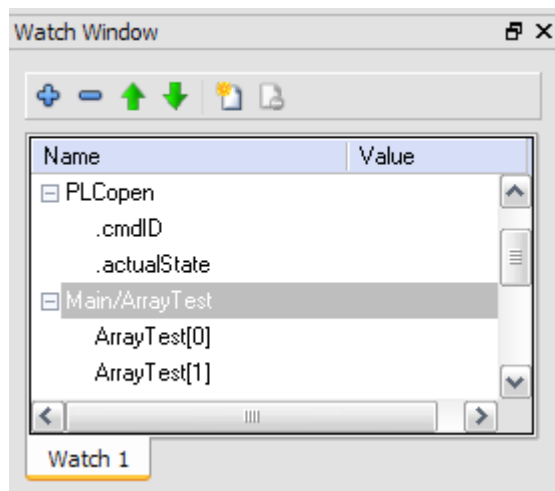 Watch Window
Name Value
PLCopen
.cmdID
.actualState
Main/ArrayTest
ArrayTest[0]
ArrayTest[1]
Watch 1